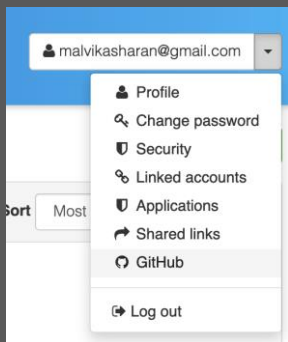 malvikasharan@gmail.com
Profile
Change password
Security
Linked accounts
Sort Most
Applications
Shared links
GitHub
Log out